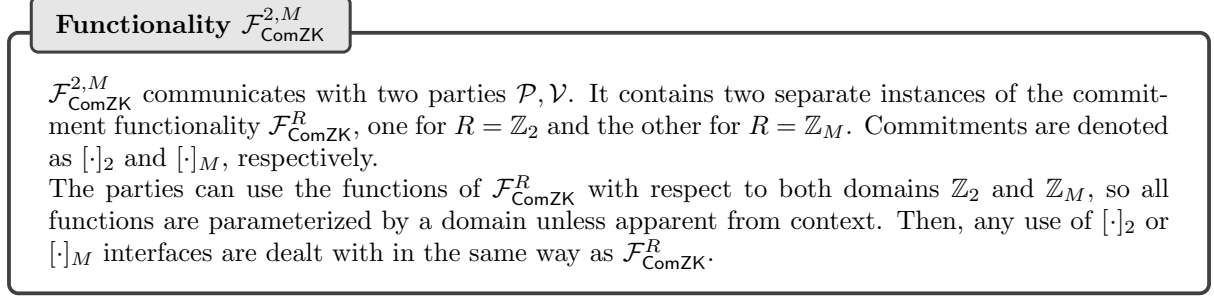 Functionality $\mathcal{F}_{\mathsf{ComZK}}^{2,M}$
$\mathcal{F}_{\mathsf{ComZK}}^{2,M}$ communicates with two parties $\mathcal{P}, \mathcal{V}$. It contains two separate instances of the commit-
ment functionality $\mathcal{F}_{\mathsf{ComZK}}^{R}$, one for $R = \mathbb{Z}_2$ and the other for $R = \mathbb{Z}_M$. Commitments are denoted
as $[\cdot]_2$ and $[\cdot]_M$, respectively.
The parties can use the functions of $\mathcal{F}_{\mathsf{ComZK}}^{R}$ with respect to both domains $\mathbb{Z}_2$ and $\mathbb{Z}_M$, so all
functions are parameterized by a domain unless apparent from context. Then, any use of $[\cdot]_2$ or
$[\cdot]_M$ interfaces are dealt with in the same way as $\mathcal{F}_{\mathsf{ComZK}}^{R}$.